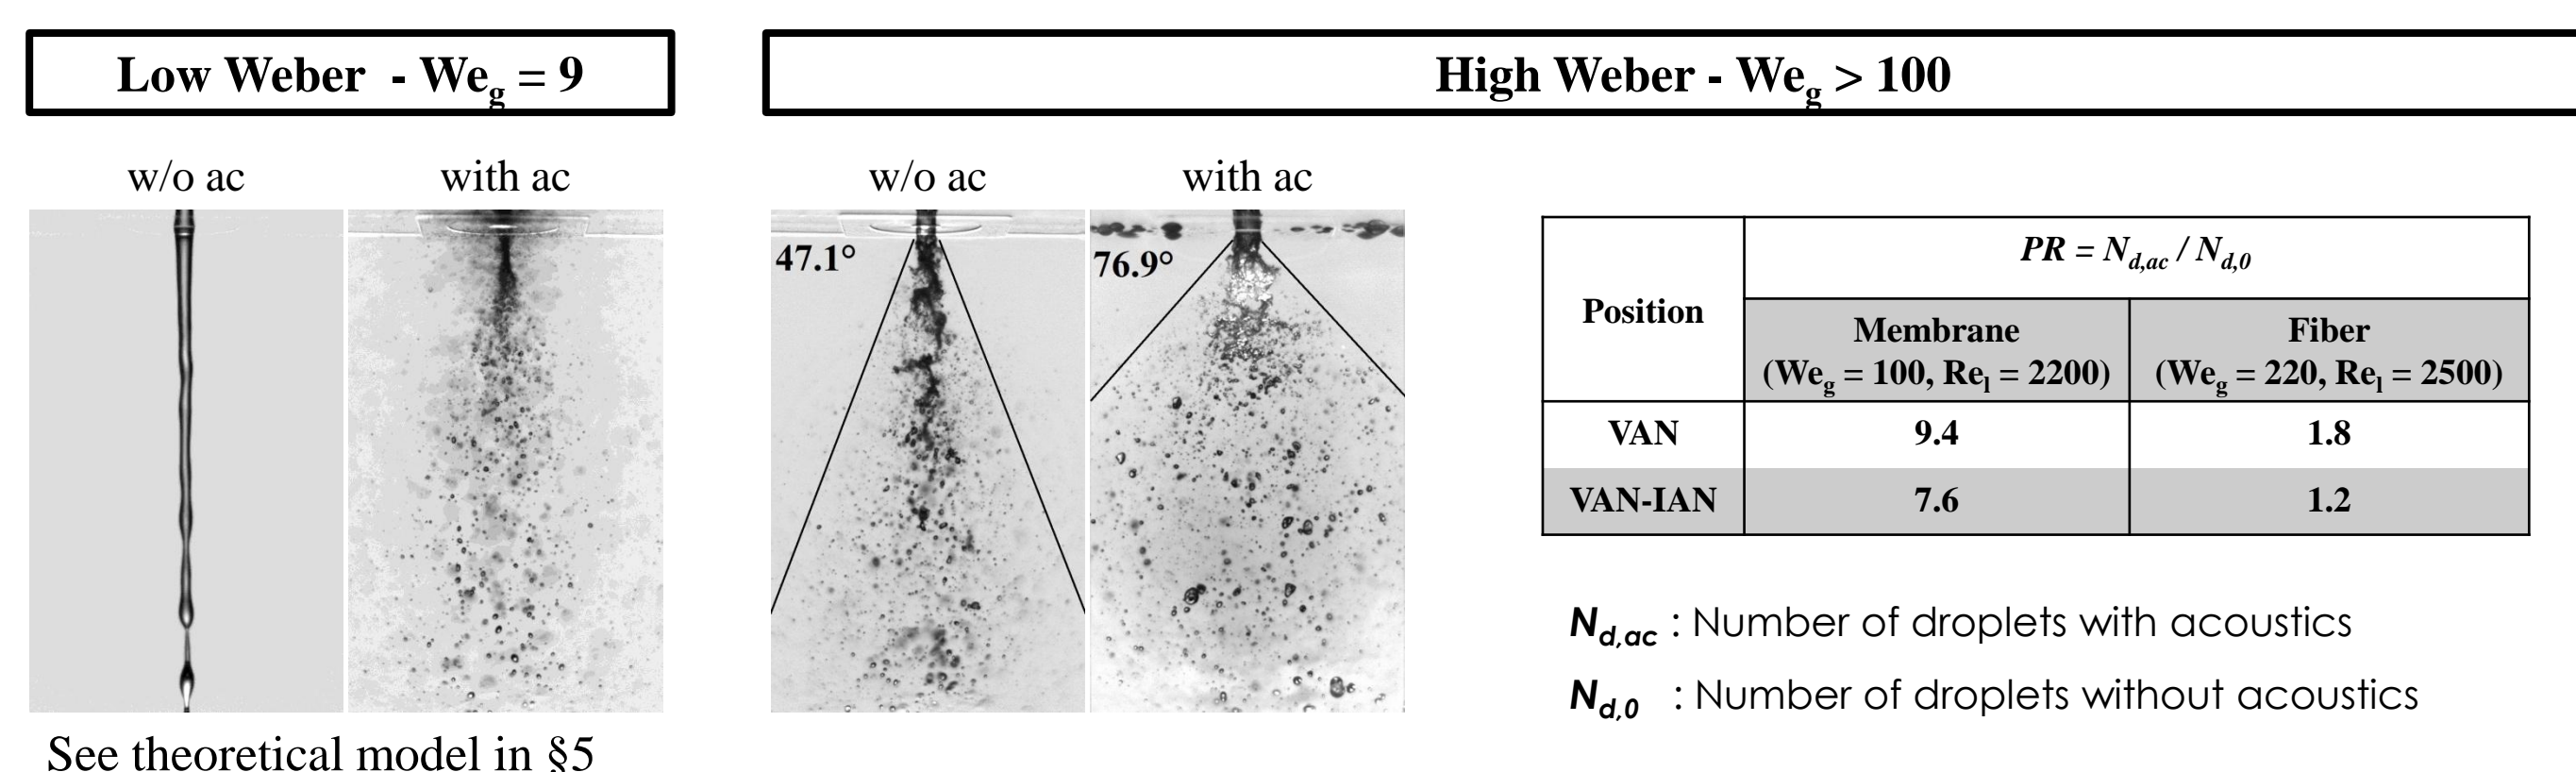 Low Weber - Weg = 9
High Weber - Weg > 100
w/o ac
with ac
w/o ac
with ac
47.1°
76.9°
Position
PR = Nd,ac / Nd,0
Membrane
(Weg = 100, Rel = 2200)
Fiber
(Weg = 220, Rel = 2500)
VAN
9.4
1.8
VAN-IAN
7.6
1.2
Nd,ac : Number of droplets with acoustics
Nd,0 : Number of droplets without acoustics
See theoretical model in §5